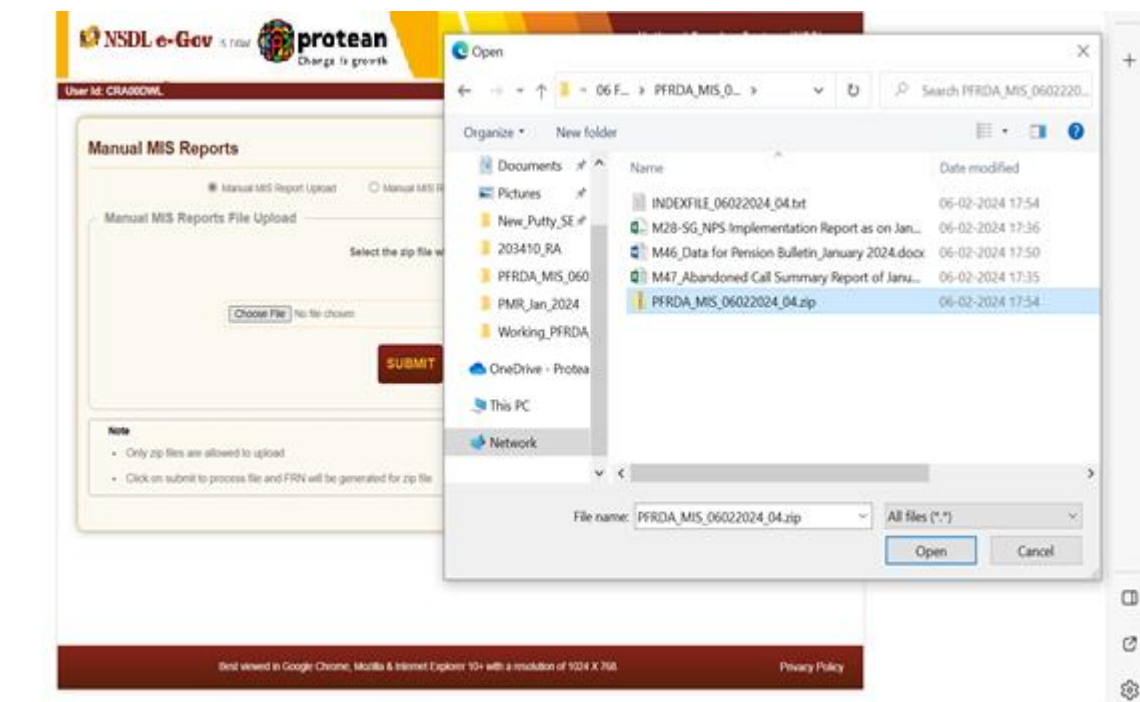 NSDL e-Gov is now protean
Change is growth
User Id: CRA00DWL
Manual MIS Reports
Manual MIS Report Upload
Manual MIS R
Manual MIS Reports File Upload
Select the zip file w
Choose File No file chosen
SUBMIT
Note
Only zip files are allowed to upload
Click on submit to process file and FRN will be generated for zip file
Best viewed in Google Chrome, Mozilla & Internet Explorer 10+ with a resolution of 1024 X 768.
Privacy Policy
Open
06 F... PFRDA_MIS_0...
Search PFRDA_MIS_0602220...
Organize
New folder
Documents
Pictures
New_Putty_SE
203410_RA
PFRDA_MIS_060
PMR_Jan_2024
Working_PFRDA
OneDrive - Protea
This PC
Network
Name Date modified
INDEXFILE_06022024_04.txt 06-02-2024 17:54
M28-SG_NPS Implementation Report as on Jan... 06-02-2024 17:36
M46_Data for Pension Bulletin_January 2024.docx 06-02-2024 17:50
M47_Abandoned Call Summary Report of Janu... 06-02-2024 17:35
PFRDA_MIS_06022024_04.zip 06-02-2024 17:54
File name: PFRDA_MIS_06022024_04.zip
All files (*.*)
Open
Cancel